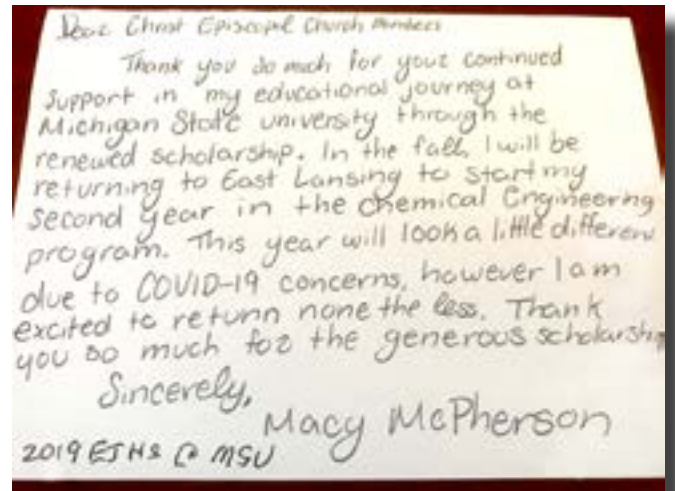 Dear Christ Episcopal Church Members
Thank you so much for your continued
support in my educational journey at
Michigan State university through the
renewed scholarship. In the fall, I will be
returning to East Lansing to start my
second year in the chemical Engineering
program. This year will look a little different
due to COVID-19 concerns, however I am
excited to return none the less. Thank
you so much for the generous scholarship
Sincerely,
Macy McPherson
2019 EJHS @ MSU